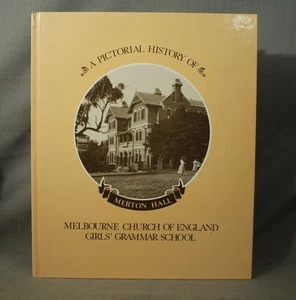 A PICTORIAL HISTORY OF
MERTON HALL
MELBOURNE CHURCH OF ENGLAND
GIRLS' GRAMMAR SCHOOL